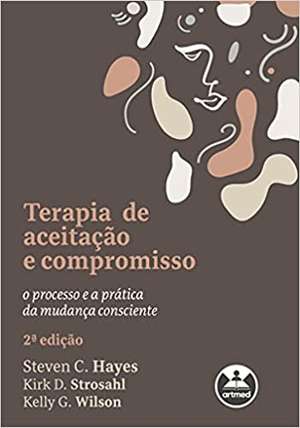 Terapia de
aceitação
e compromisso
o processo e a prática
da mudança consciente
2ª edição
Steven C. Hayes
Kirk D. Strosahl
Kelly G. Wilson
artmed